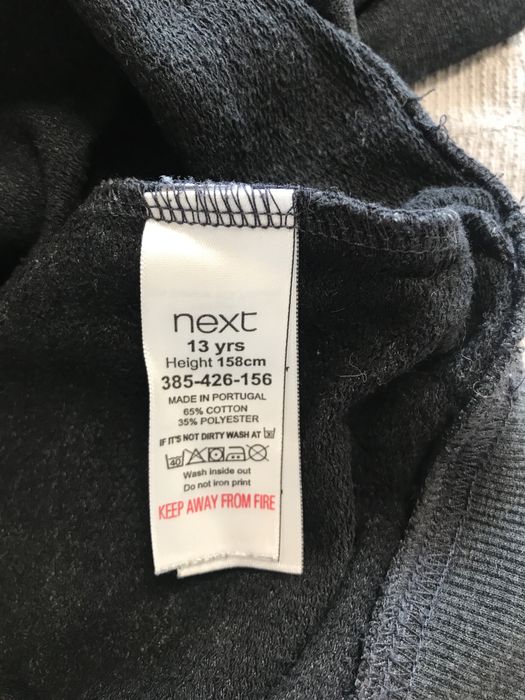 next
13 yrs
Height 158cm
385-426-156
MADE IN PORTUGAL
65% COTTON
35% POLYESTER
IF IT'S NOT DIRTY WASH AT
40
Wash inside out
Do not iron print
KEEP AWAY FROM FIRE